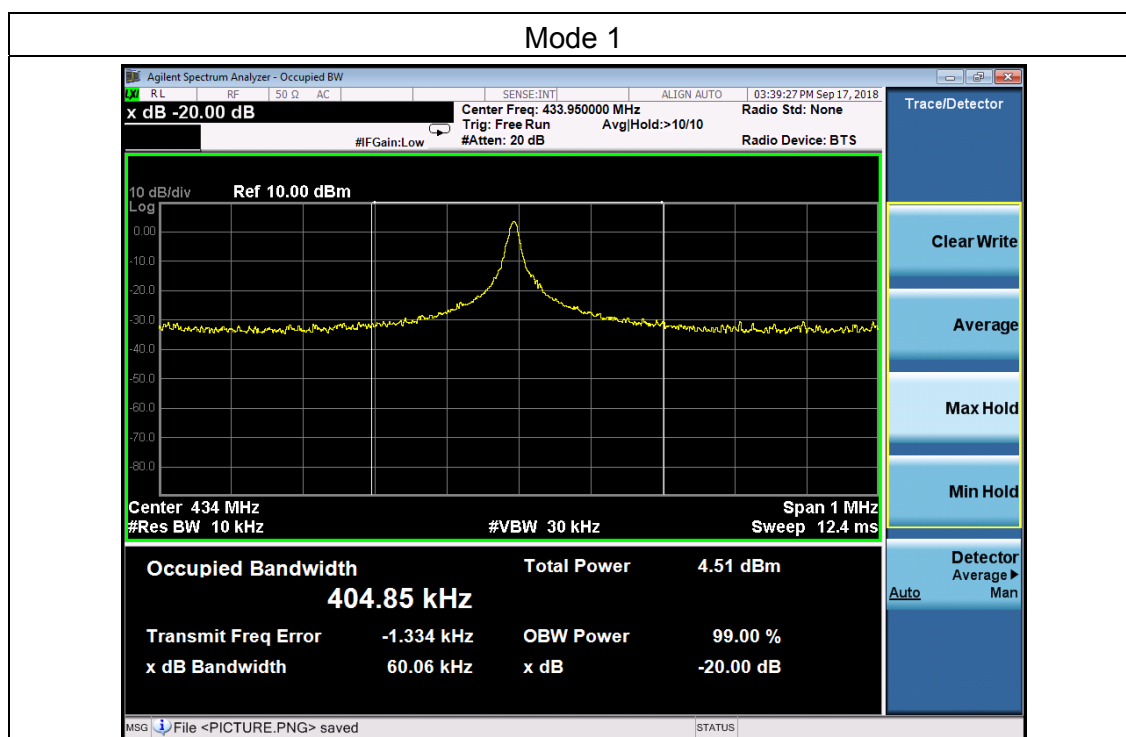 Mode 1
Agilent Spectrum Analyzer - Occupied BW
LXI RL RF 50 Ω AC SENSE:INT ALIGN AUTO 03:39:27 PM Sep 17, 2018
x dB -20.00 dB
Center Freq: 433.950000 MHz Radio Std: None
Trig: Free Run Avg|Hold:>10/10
#IFGain:Low #Atten: 20 dB Radio Device: BTS
Trace/Detector
10 dB/div Ref 10.00 dBm
Log
0.00
-10.0
-20.0
-30.0
-40.0
-50.0
-60.0
-70.0
-80.0
Center 434 MHz Span 1 MHz
#Res BW 10 kHz #VBW 30 kHz Sweep 12.4 ms
Clear Write
Average
Max Hold
Min Hold
Detector
Average▶
Auto Man
Occupied Bandwidth Total Power 4.51 dBm
404.85 kHz
Transmit Freq Error -1.334 kHz OBW Power 99.00 %
x dB Bandwidth 60.06 kHz x dB -20.00 dB
MSG File <PICTURE.PNG> saved STATUS